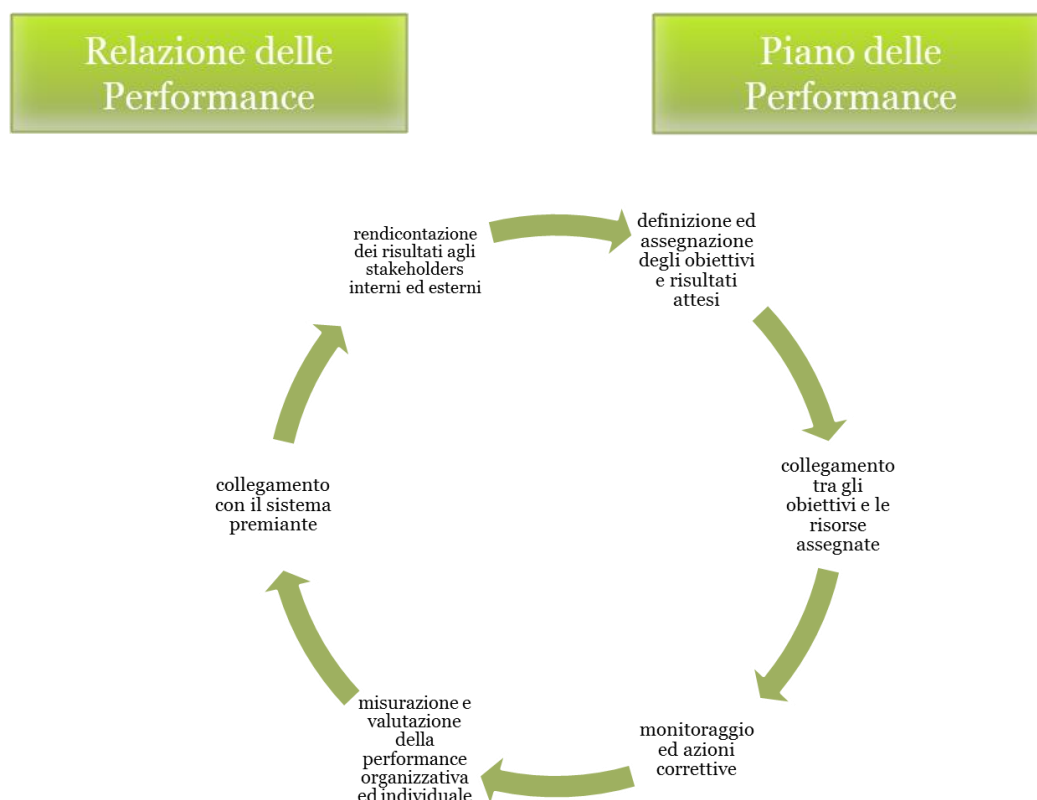 Relazione delle
Performance
Piano delle
Performance
rendicontazione
dei risultati agli
stakeholders
interni ed esterni
definizione ed
assegnazione
degli obiettivi
e risultati
attesi
collegamento
tra gli
obiettivi e le
risorse
assegnate
monitoraggio
ed azioni
correttive
misurazione e
valutazione
della
performance
organizzativa
ed individuale
collegamento
con il sistema
premiante